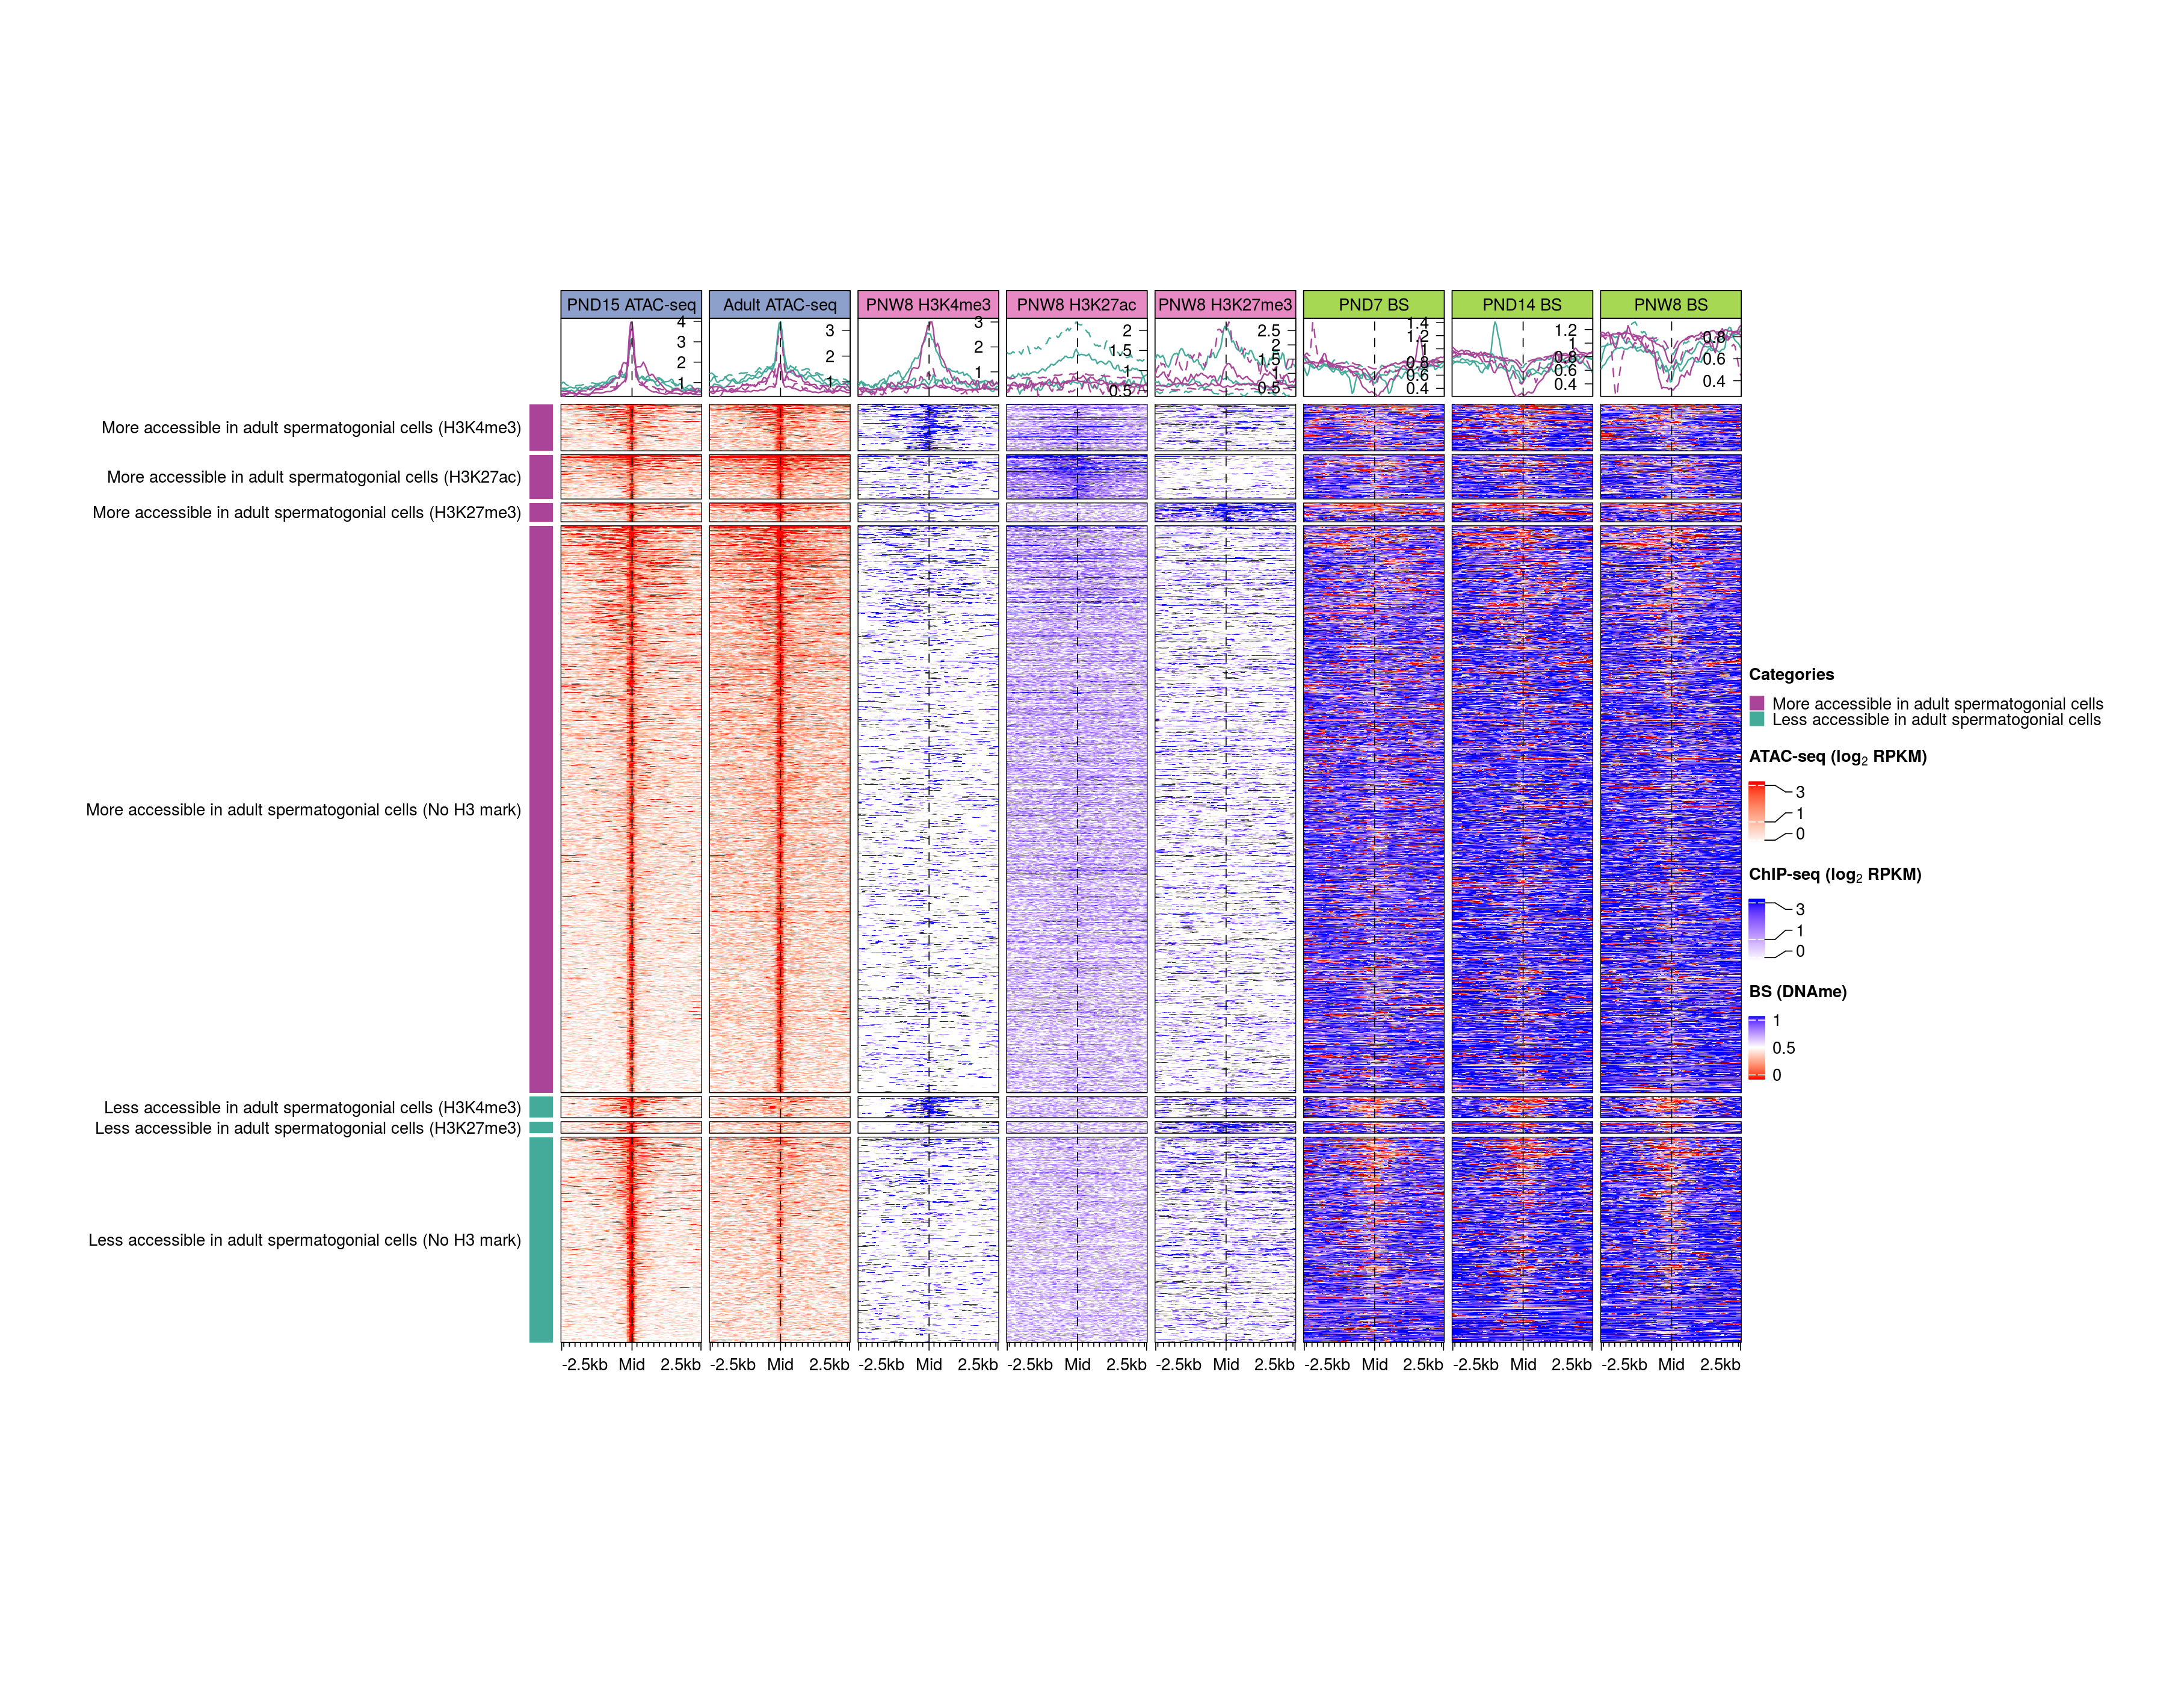 PND15 ATAC-seq
Adult ATAC-seq
PNW8 H3K4me3
PNW8 H3K27ac
PNW8 H3K27me3
PND7 BS
PND14 BS
PNW8 BS
4
3
2
1
3
2
1
3
2
1
2
1.5
1
0.5
2.5
2
1.5
1
0.5
1.4
1.2
1
0.8
0.6
0.4
1.2
1
0.8
0.6
0.4
0.8
0.6
0.4
More accessible in adult spermatogonial cells (H3K4me3)
More accessible in adult spermatogonial cells (H3K27ac)
More accessible in adult spermatogonial cells (H3K27me3)
More accessible in adult spermatogonial cells (No H3 mark)
Less accessible in adult spermatogonial cells (H3K4me3)
Less accessible in adult spermatogonial cells (H3K27me3)
Less accessible in adult spermatogonial cells (No H3 mark)
-2.5kb Mid 2.5kb
-2.5kb Mid 2.5kb
-2.5kb Mid 2.5kb
-2.5kb Mid 2.5kb
-2.5kb Mid 2.5kb
-2.5kb Mid 2.5kb
-2.5kb Mid 2.5kb
-2.5kb Mid 2.5kb
Categories
More accessible in adult spermatogonial cells
Less accessible in adult spermatogonial cells
ATAC-seq (log₂ RPKM)
3
1
0
ChIP-seq (log₂ RPKM)
3
1
0
BS (DNAme)
1
0.5
0